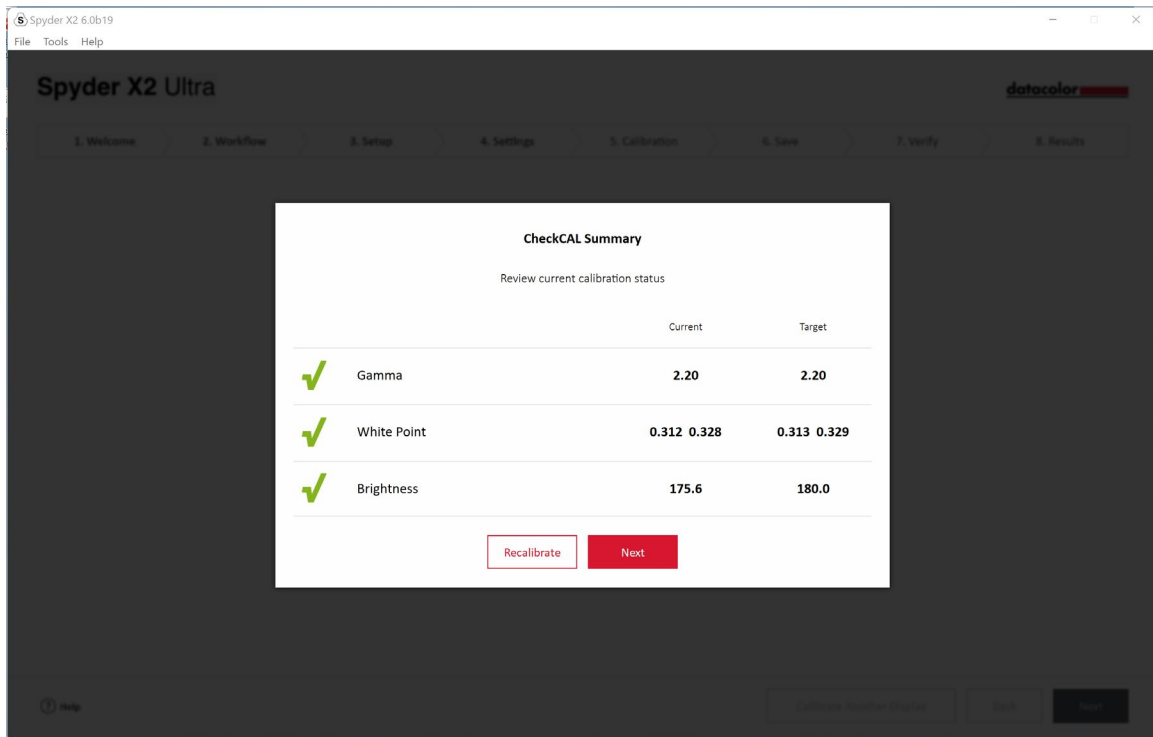 Spyder X2 6.0b19
File Tools Help
Spyder X2 Ultra
datacolor
1. Welcome 2. Workflow 3. Setup 4. Settings 5. Calibration 6. Save 7. Verify 8. Results
CheckCAL Summary
Review current calibration status
Current Target
Gamma 2.20 2.20
White Point 0.312 0.328 0.313 0.329
Brightness 175.6 180.0
Recalibrate Next
? Help
Calibrate Another Display Back Next